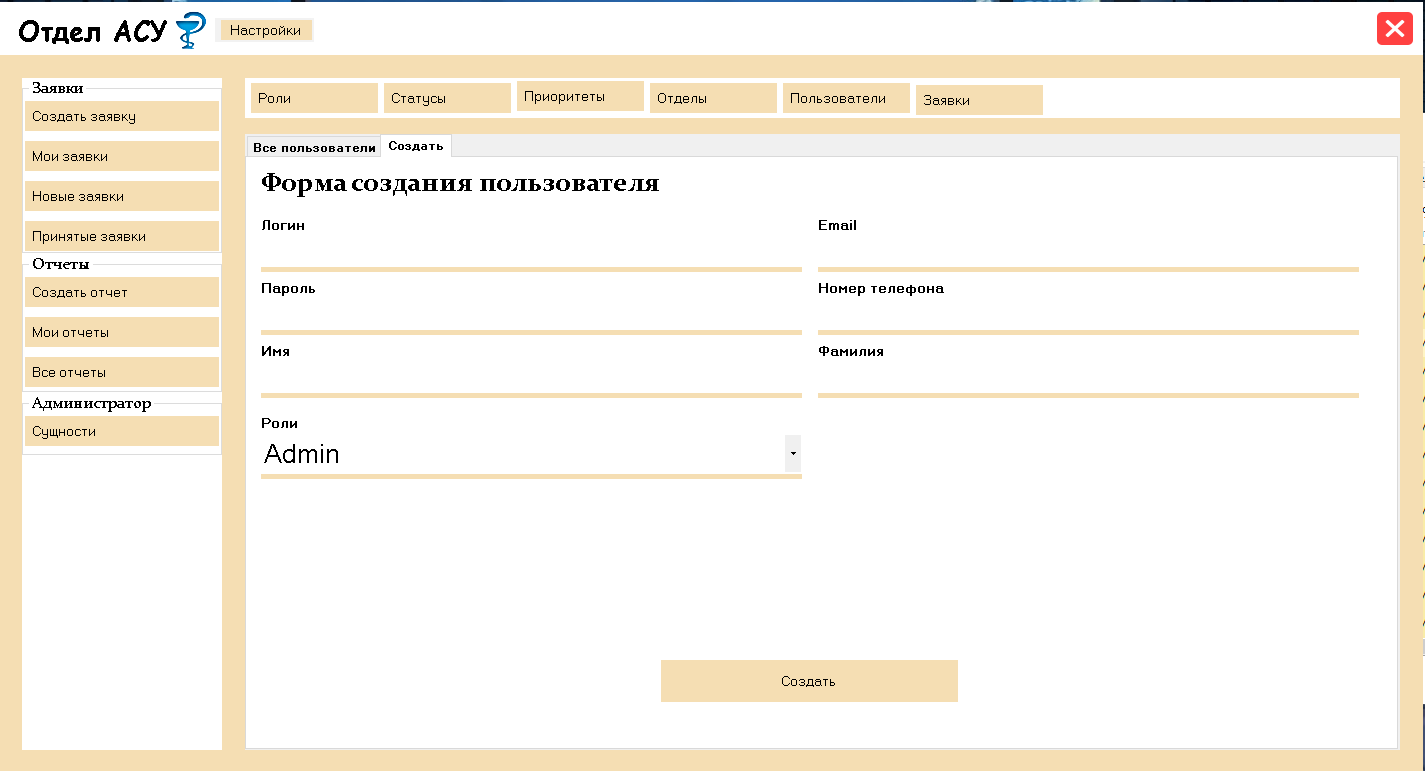 Отдел АСУ
Настройки
Заявки
Создать заявку
Мои заявки
Новые заявки
Принятые заявки
Отчеты
Создать отчет
Мои отчеты
Все отчеты
Администратор
Сущности
Роли
Статусы
Приоритеты
Отделы
Пользователи
Заявки
Все пользователи
Создать
Форма создания пользователя
Логин
Email
Пароль
Номер телефона
Имя
Фамилия
Роли
Admin
Создать